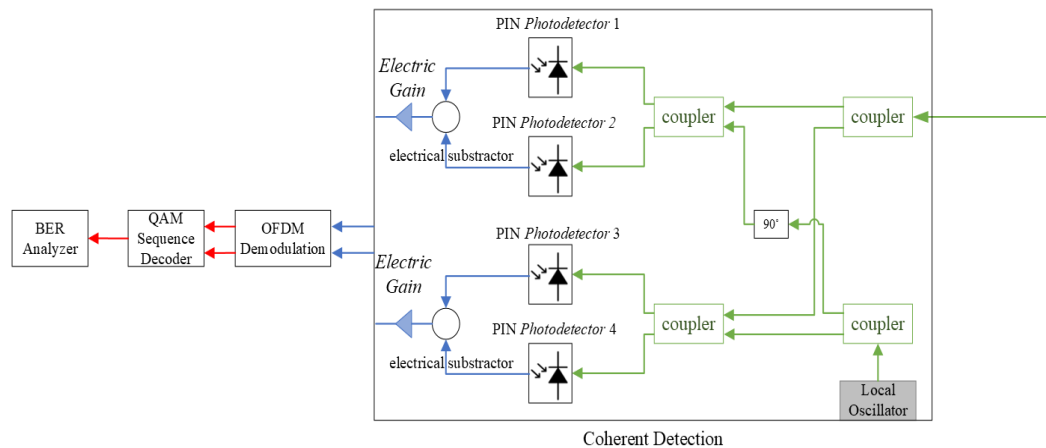 PIN Photodetector 1
Electric
Gain
coupler
coupler
PIN Photodetector 2
electrical substractor
90°
BER
Analyzer
QAM
Sequence
Decoder
OFDM
Demodulation
PIN Photodetector 3
Electric
Gain
coupler
coupler
PIN Photodetector 4
electrical substractor
Local
Oscillator
Coherent Detection